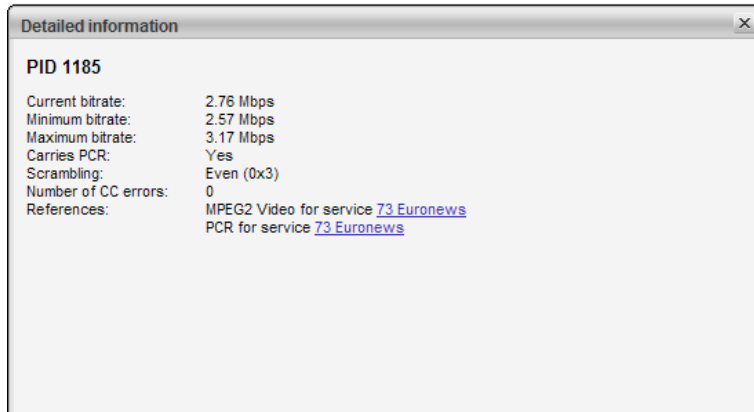 Detailed information
PID 1185
Current bitrate: 2.76 Mbps
Minimum bitrate: 2.57 Mbps
Maximum bitrate: 3.17 Mbps
Carries PCR: Yes
Scrambling: Even (0x3)
Number of CC errors: 0
References: MPEG2 Video for service 73 Euronews
PCR for service 73 Euronews